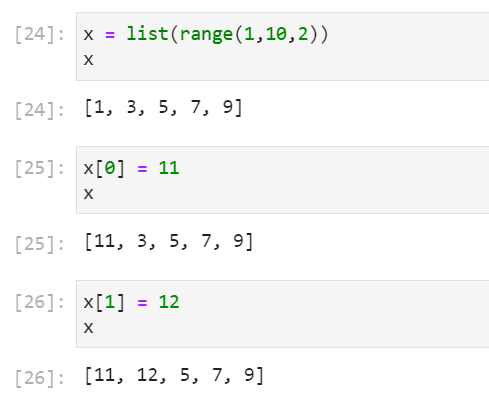 [24]: x = list(range(1,10,2))
x
[24]: [1, 3, 5, 7, 9]
[25]: x[0] = 11
x
[25]: [11, 3, 5, 7, 9]
[26]: x[1] = 12
x
[26]: [11, 12, 5, 7, 9]